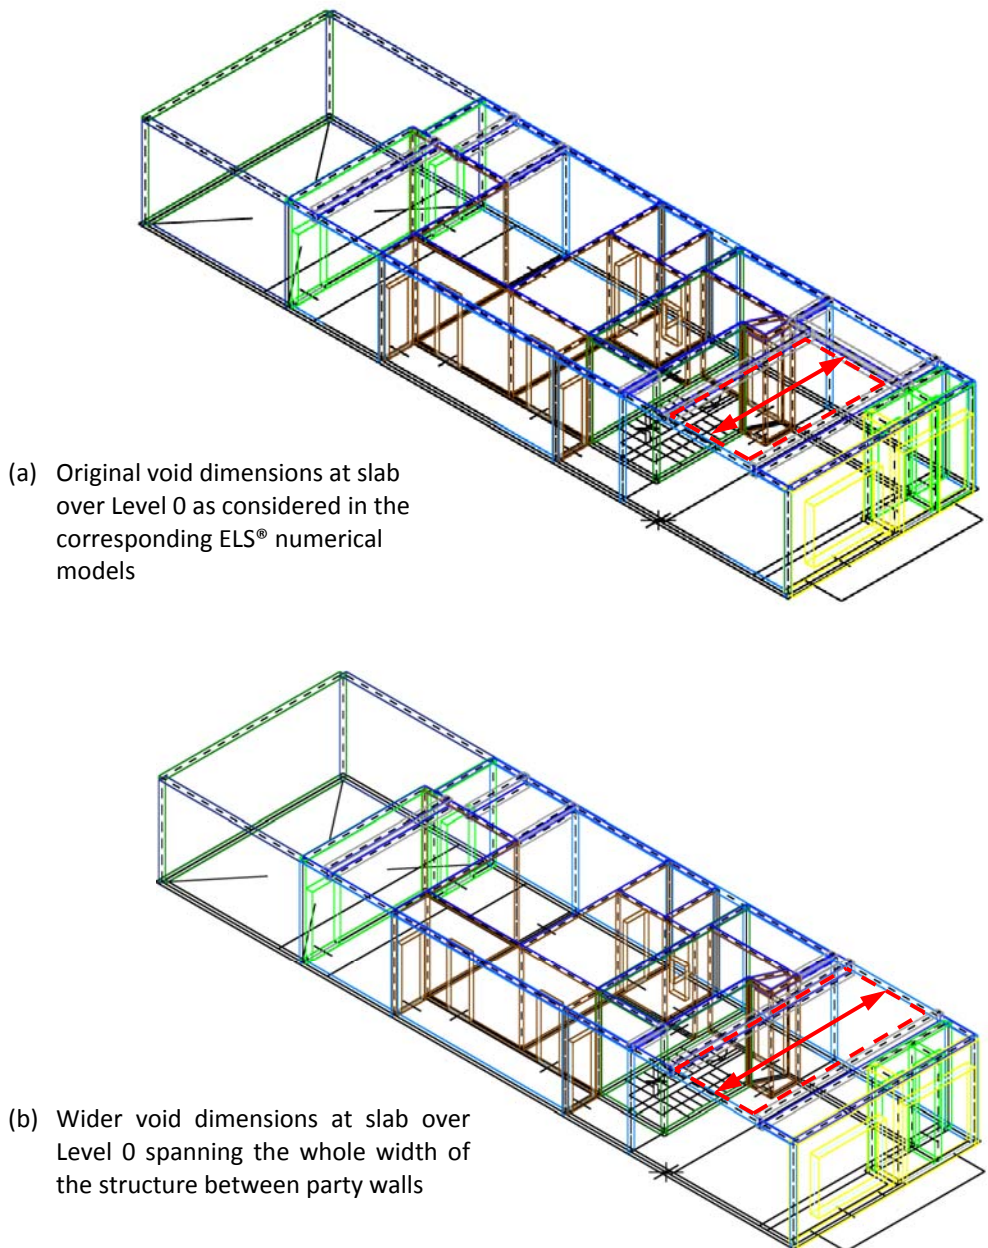 (a) Original void dimensions at slab
over Level 0 as considered in the
corresponding ELS® numerical
models
(b) Wider void dimensions at slab over
Level 0 spanning the whole width of
the structure between party walls